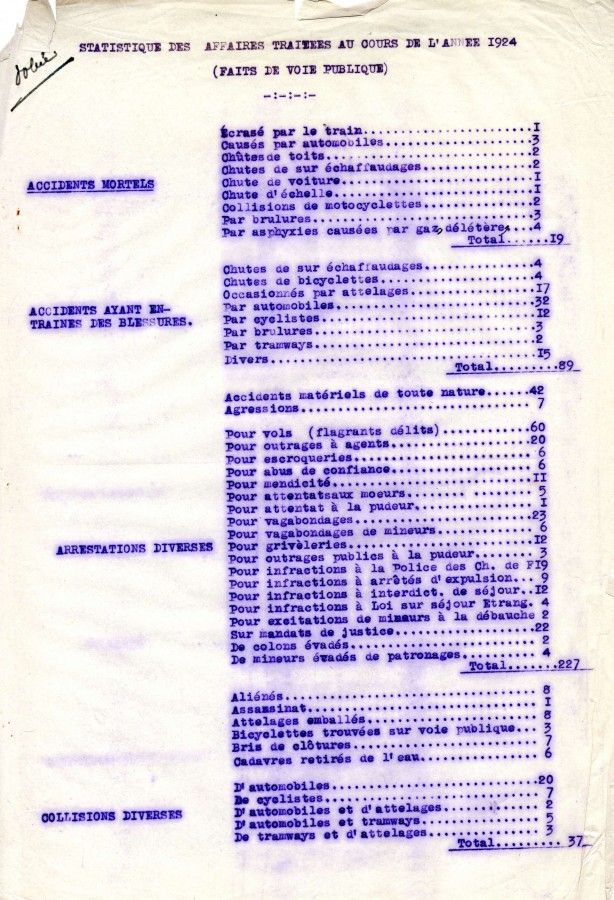 STATISTIQUE DES AFFAIRES TRAITEES AU COURS DE L'ANNEE I924
(FAITS DE VOIE PUBLIQUE)
-:-:-:-
Écrasé par le train..............................I
Causés par automobiles...........................3
Chûtesde toits...................................2
Chutes de sur échaffaudages......................2
ACCIDENTS MORTELS
Chute de voiture.................................I
Chute d'échelle..................................I
Collisions de motocyclettes......................2
Par brulures.....................................3
Par asphyxies causées par gaz délétère...4
Total......I9
Chutes de sur échaffaudages......................4
Chutes de bicyclettes............................4
Occasionnés par attelages........................I7
ACCIDENTS AYANT EN-
Par automobiles..................................32
TRAINES DES BLESSURES.
Par cyclistes....................................I2
Par brulures.....................................3
Par tramways.....................................2
Divers...........................................I5
Total.........89
Accidents matériels de toute nature......42
Agressions.......................................7
Pour vols (flagrants délits).............60
Pour outrages à agents...........................20
Pour escroqueries................................6
Pour abus de confiance...........................6
Pour mendicité...................................II
Pour attentatsaux moeurs.........................5
Pour attentat à la pudeur........................I
Pour vagabondages................................23
Pour vagabondages de mineurs.....................6
ARRESTATIONS DIVERSES
Pour grivèleries.................................I2
Pour outrages publics à la pudeur........3
Pour infractions à la Police des Ch. de FI9
Pour infractions à arrêtés d'expulsion... 9
Pour infractions à interdict. de séjour..I2
Pour infractions à Loi sur séjour Etrang. 4
Pour excitations de mineurs à la débauche 2
Sur mandats de justice...........................22
De colons évadés.................................2
De mineurs évadés de patronages..................4
Total.......227
Aliénés..........................................8
Assassinat.......................................I
Attelages emballés...............................8
Bicyclettes trouvées sur voie publique...3
Bris de clôtures.................................7
Cadavres retirés de l'eau........................6
D'automobiles....................................20
De cyclistes.....................................7
COLLISIONS DIVERSES
D'automobiles et d'attelages.....................2
D'automobiles et tramways........................5
De tramways et d'attelages.......................3
Total......... 37